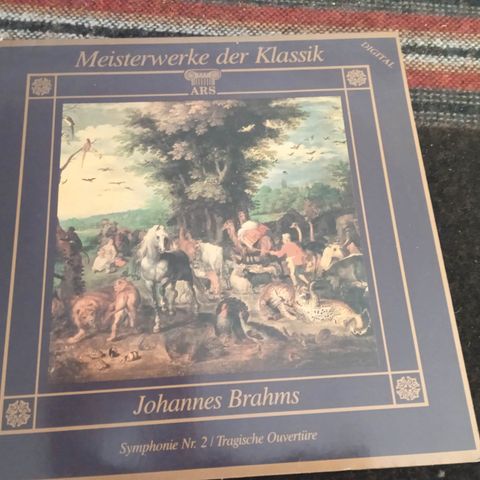 Meisterwerke der Klassik
DIGITAL
ARS
Johannes Brahms
Symphonie Nr. 2 / Tragische Ouvertüre